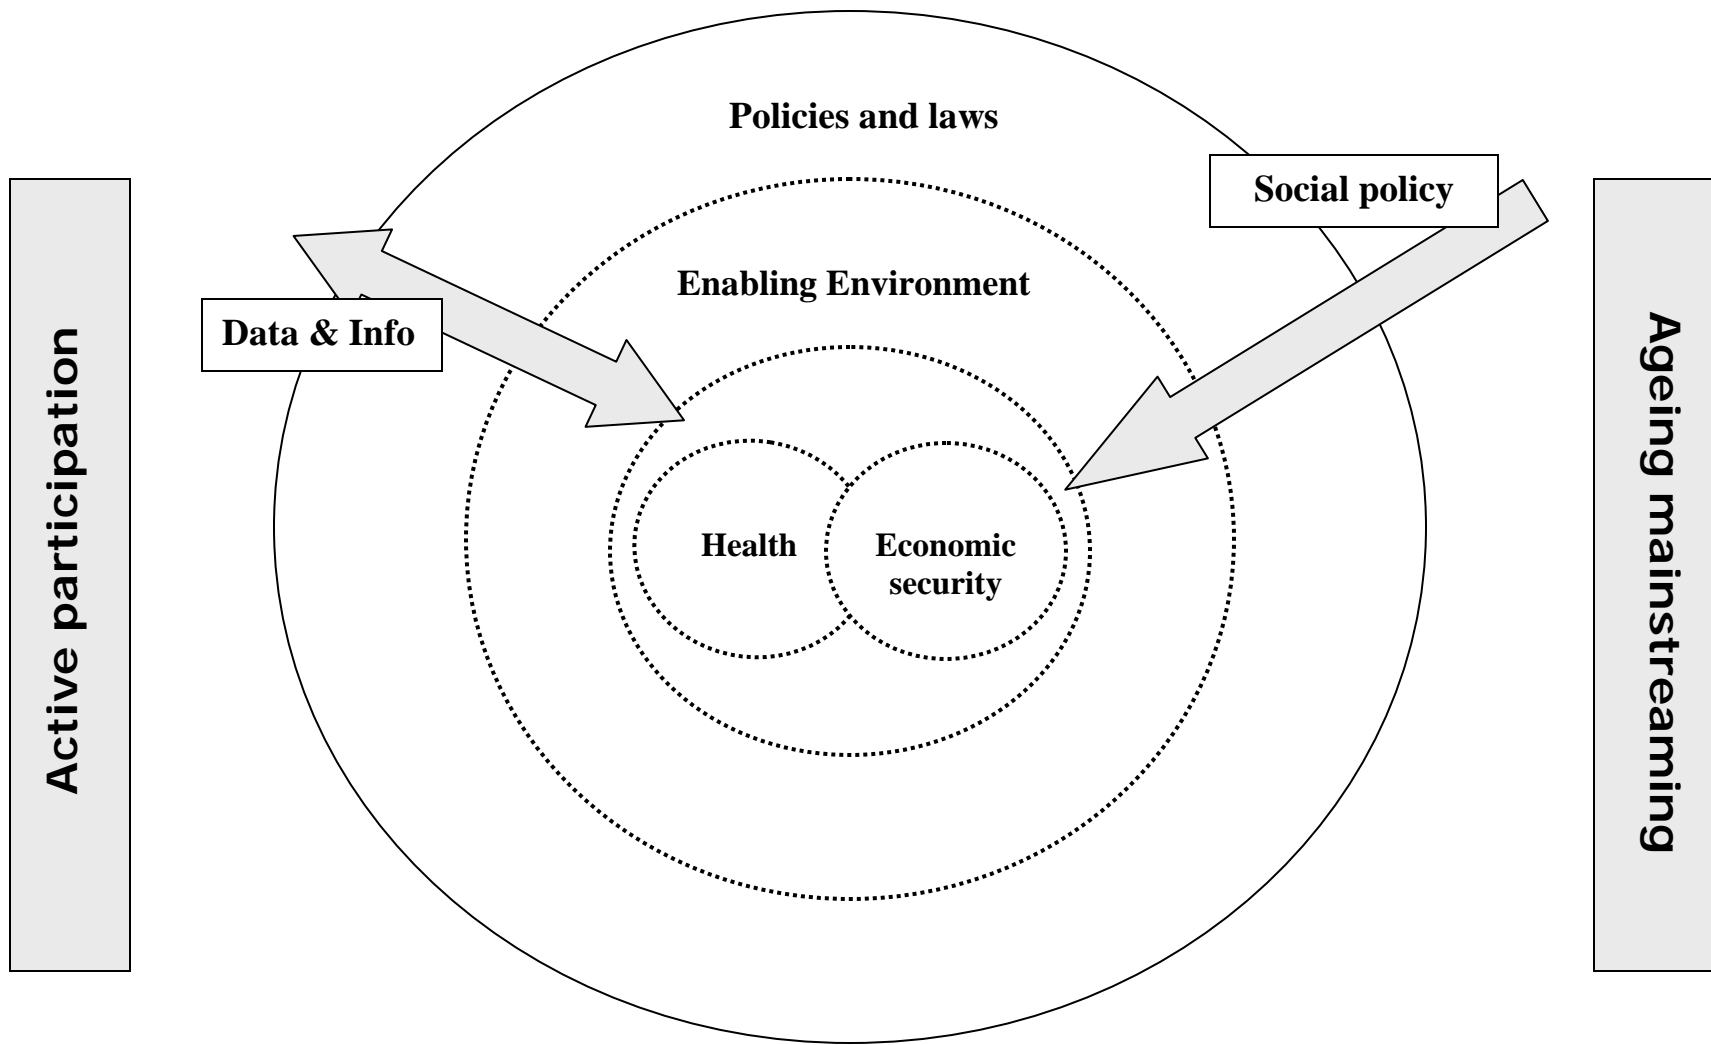 Policies and laws
Social policy
Enabling Environment
Data & Info
Health
Economic
security
Active participation
Ageing mainstreaming